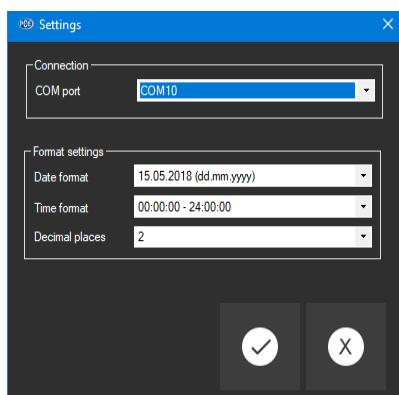 PCE Settings
Connection
COM port COM10
Format settings
Date format 15.05.2018 (dd.mm.yyyy)
Time format 00:00:00 - 24:00:00
Decimal places 2
X